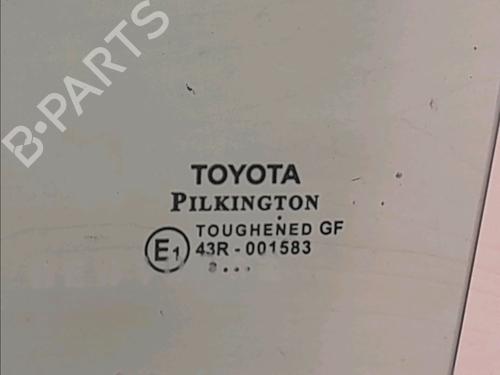 B-PARTS
TOYOTA
PILKINGTON
TOUGHENED GF
E1 43R-001583